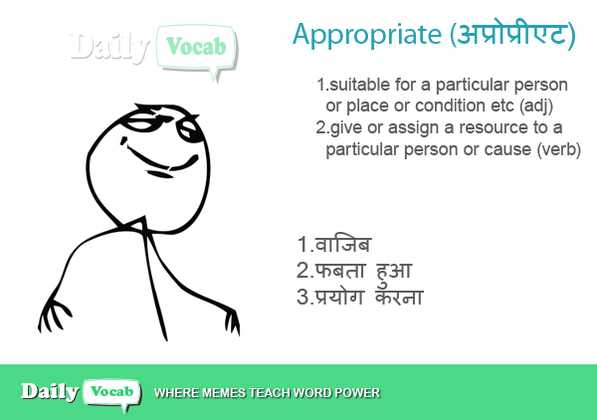 Daily Vocab
Appropriate (अप्रोप्रीएट)
1.suitable for a particular person
or place or condition etc (adj)
2.give or assign a resource to a
particular person or cause (verb)
1.वाजिब
2.फबता हुआ
3.प्रयोग करना
Daily Vocab WHERE MEMES TEACH WORD POWER